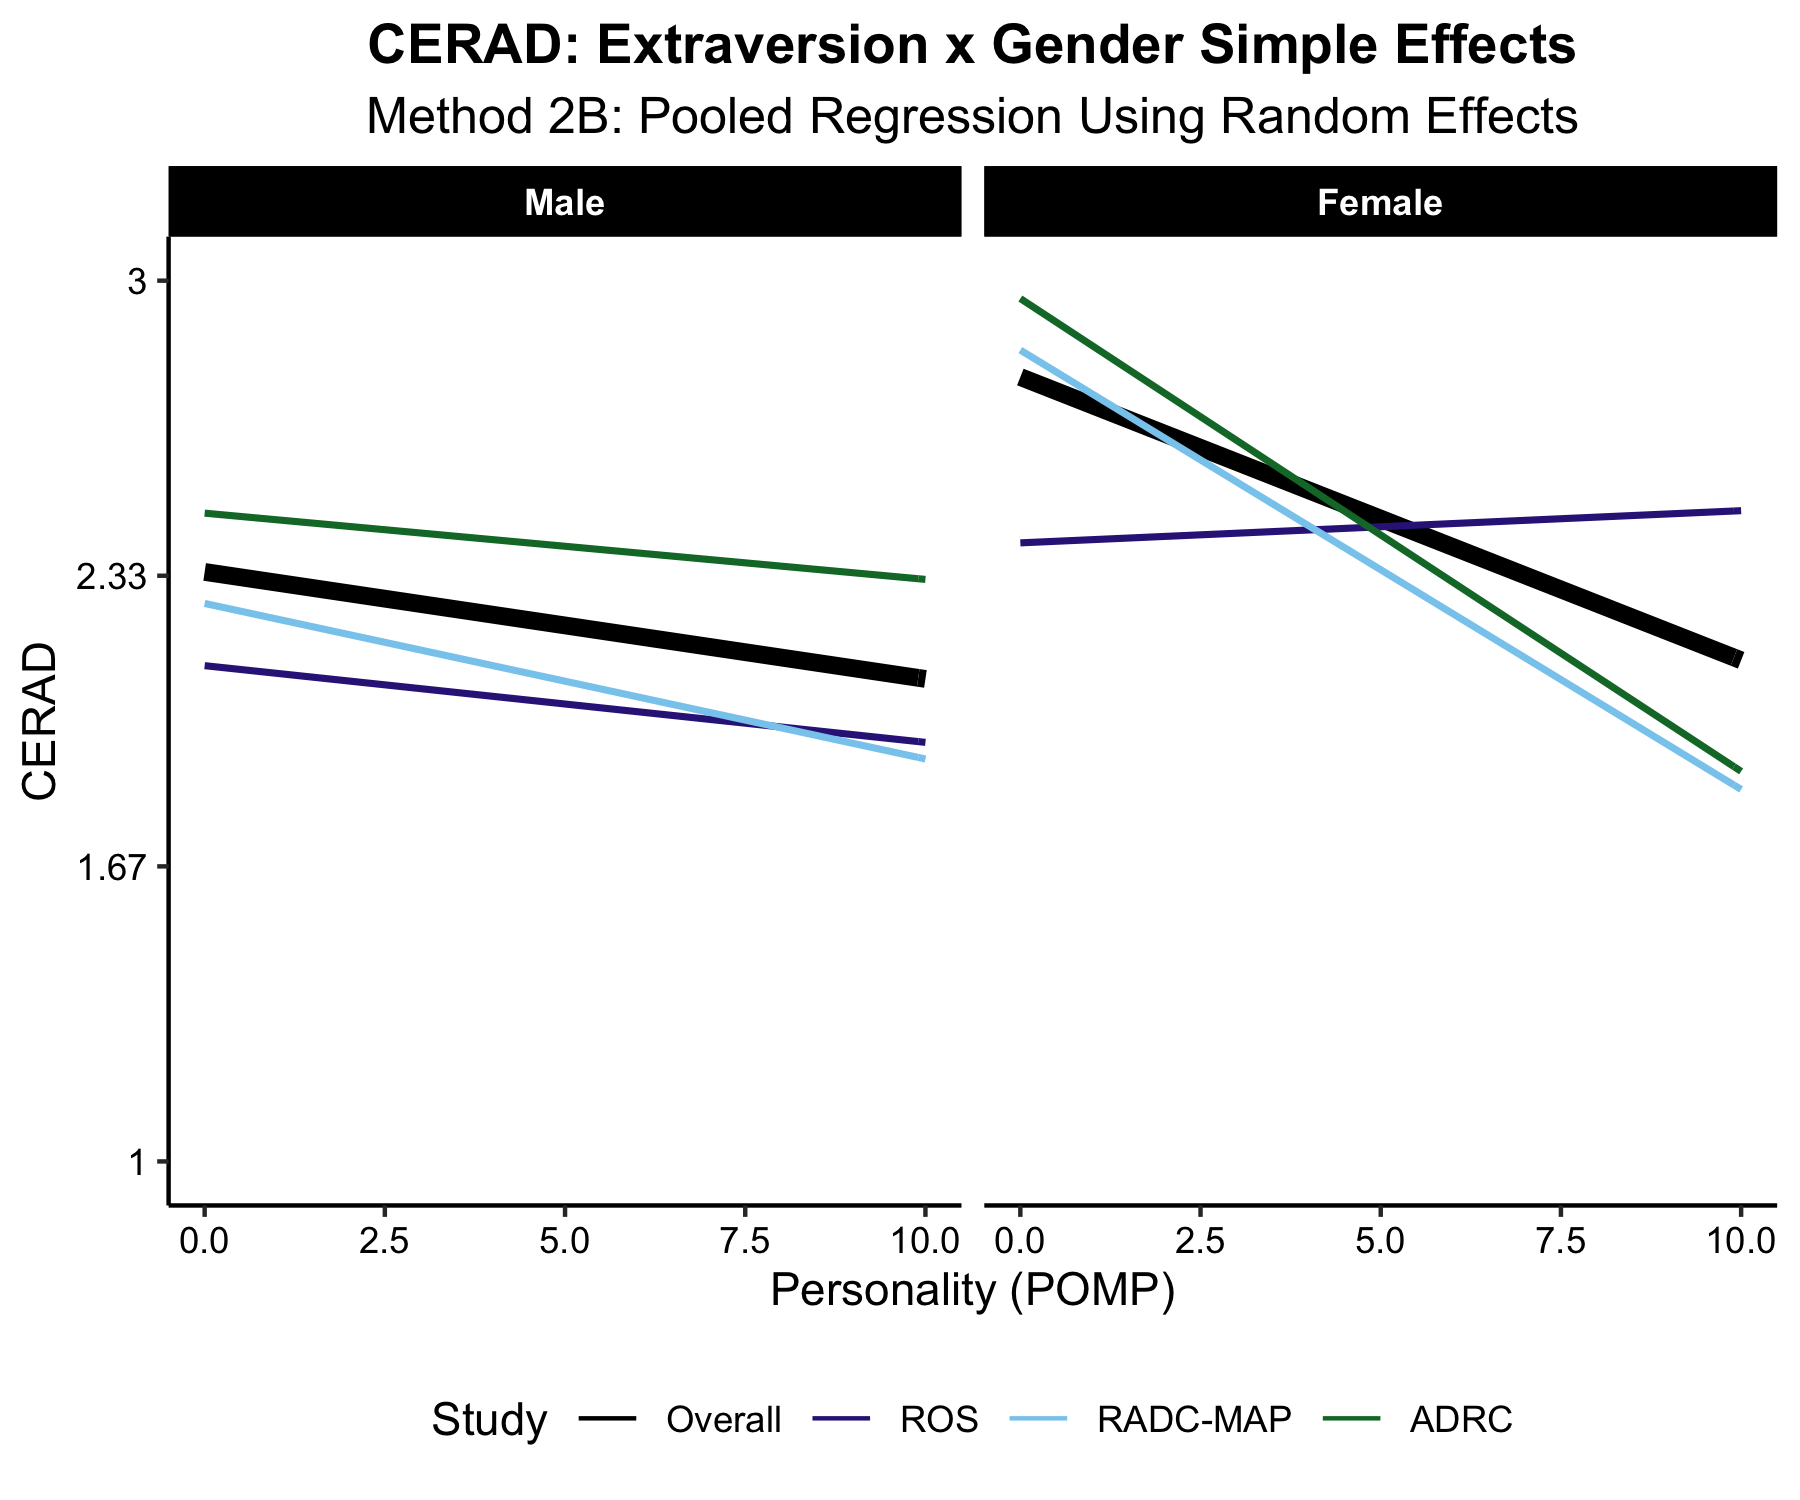 CERAD: Extraversion x Gender Simple Effects
Method 2B: Pooled Regression Using Random Effects
Male
Female
3
2.33
1.67
1
CERAD
0.0 2.5 5.0 7.5 10.0
0.0 2.5 5.0 7.5 10.0
Personality (POMP)
Study Overall ROS RADC-MAP ADRC